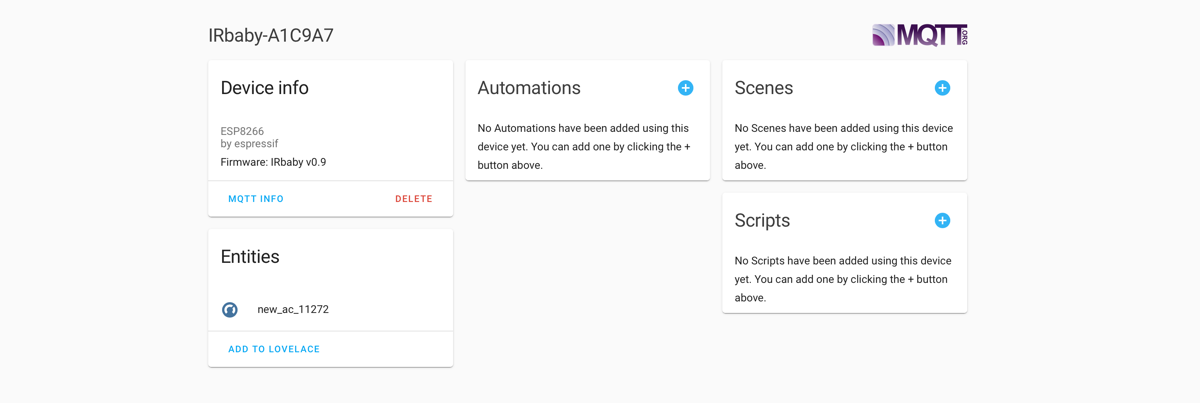 IRbaby-A1C9A7
MQTT.ORG
Device info
ESP8266
by espressif
Firmware: IRbaby v0.9
MQTT INFO
DELETE
Entities
new_ac_11272
ADD TO LOVELACE
Automations
No Automations have been added using this
device yet. You can add one by clicking the +
button above.
Scenes
No Scenes have been added using this device
yet. You can add one by clicking the + button
above.
Scripts
No Scripts have been added using this device
yet. You can add one by clicking the + button
above.